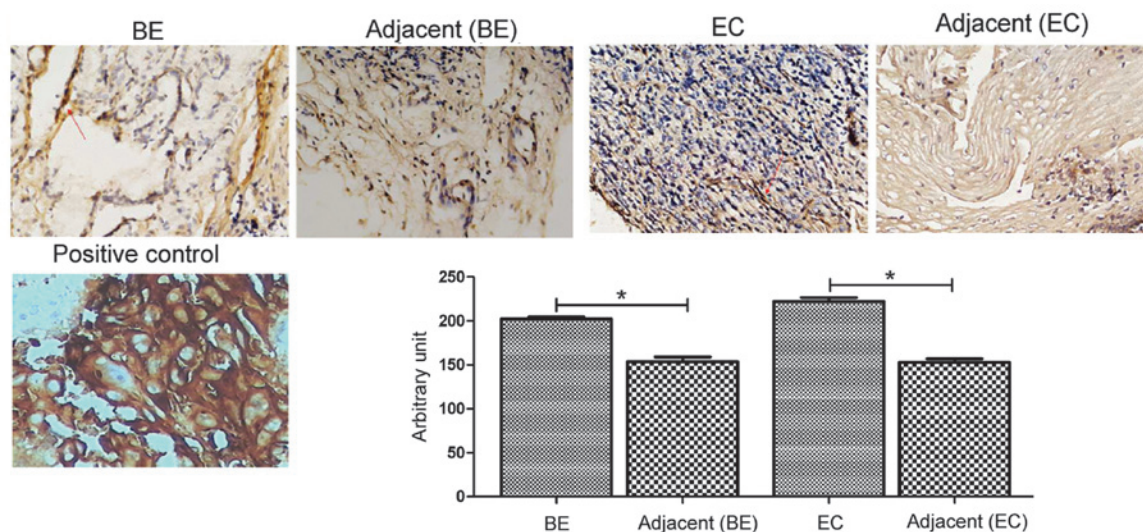 BE Adjacent (BE) EC Adjacent (EC)
Positive control
250
200
150
100
50
0
Arbitrary unit
* *
BE Adjacent (BE) EC Adjacent (EC)